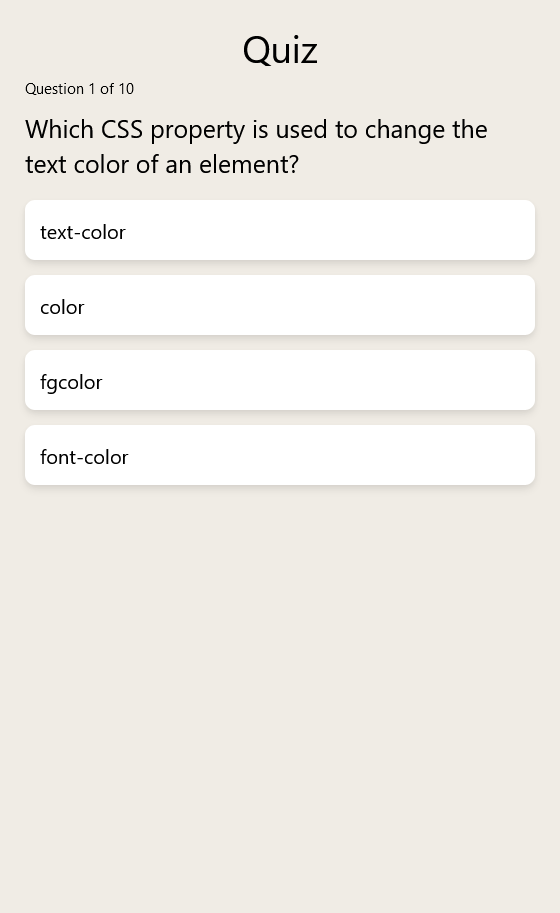 Quiz
Question 1 of 10
Which CSS property is used to change the
text color of an element?
text-color
color
fgcolor
font-color